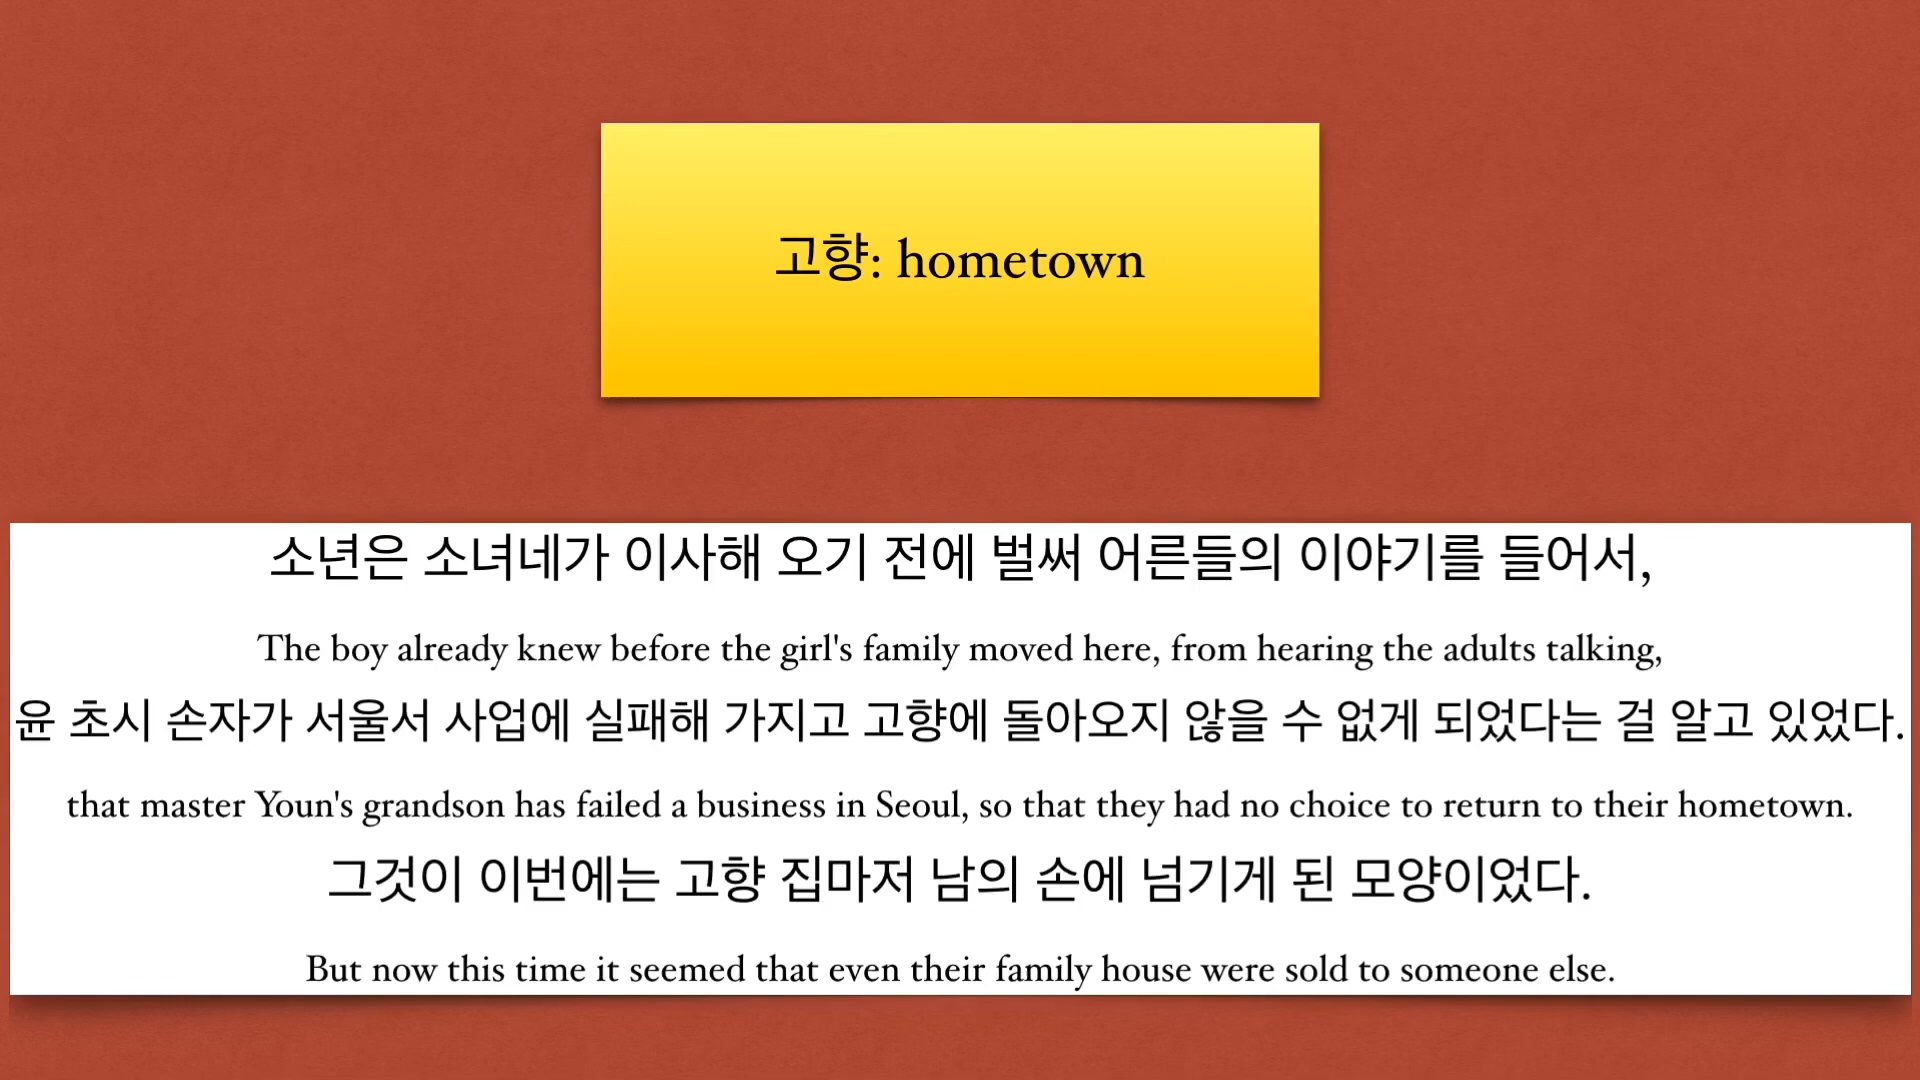 고향: hometown
소년은 소녀네가 이사해 오기 전에 벌써 어른들의 이야기를 들어서,
The boy already knew before the girl's family moved here, from hearing the adults talking,
윤 초시 손자가 서울서 사업에 실패해 가지고 고향에 돌아오지 않을 수 없게 되었다는 걸 알고 있었다.
that master Youn's grandson has failed a business in Seoul, so that they had no choice to return to their hometown.
그것이 이번에는 고향 집마저 남의 손에 넘기게 된 모양이었다.
But now this time it seemed that even their family house were sold to someone else.